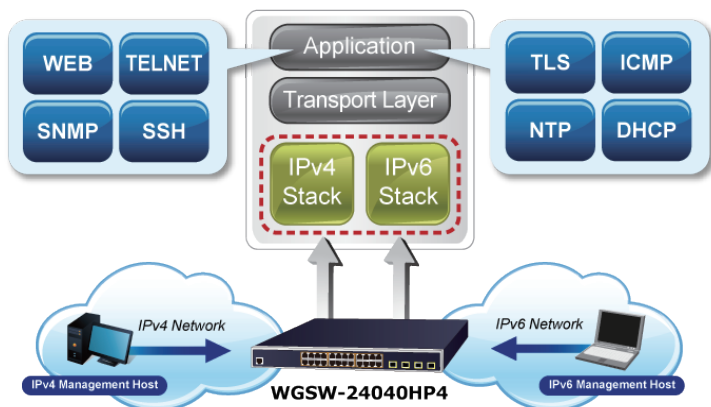 WEB
TELNET
SNMP
SSH
Application
Transport Layer
IPv4
Stack
IPv6
Stack
TLS
ICMP
NTP
DHCP
IPv4 Network
IPv4 Management Host
WGSW-24040HP4
IPv6 Network
IPv6 Management Host